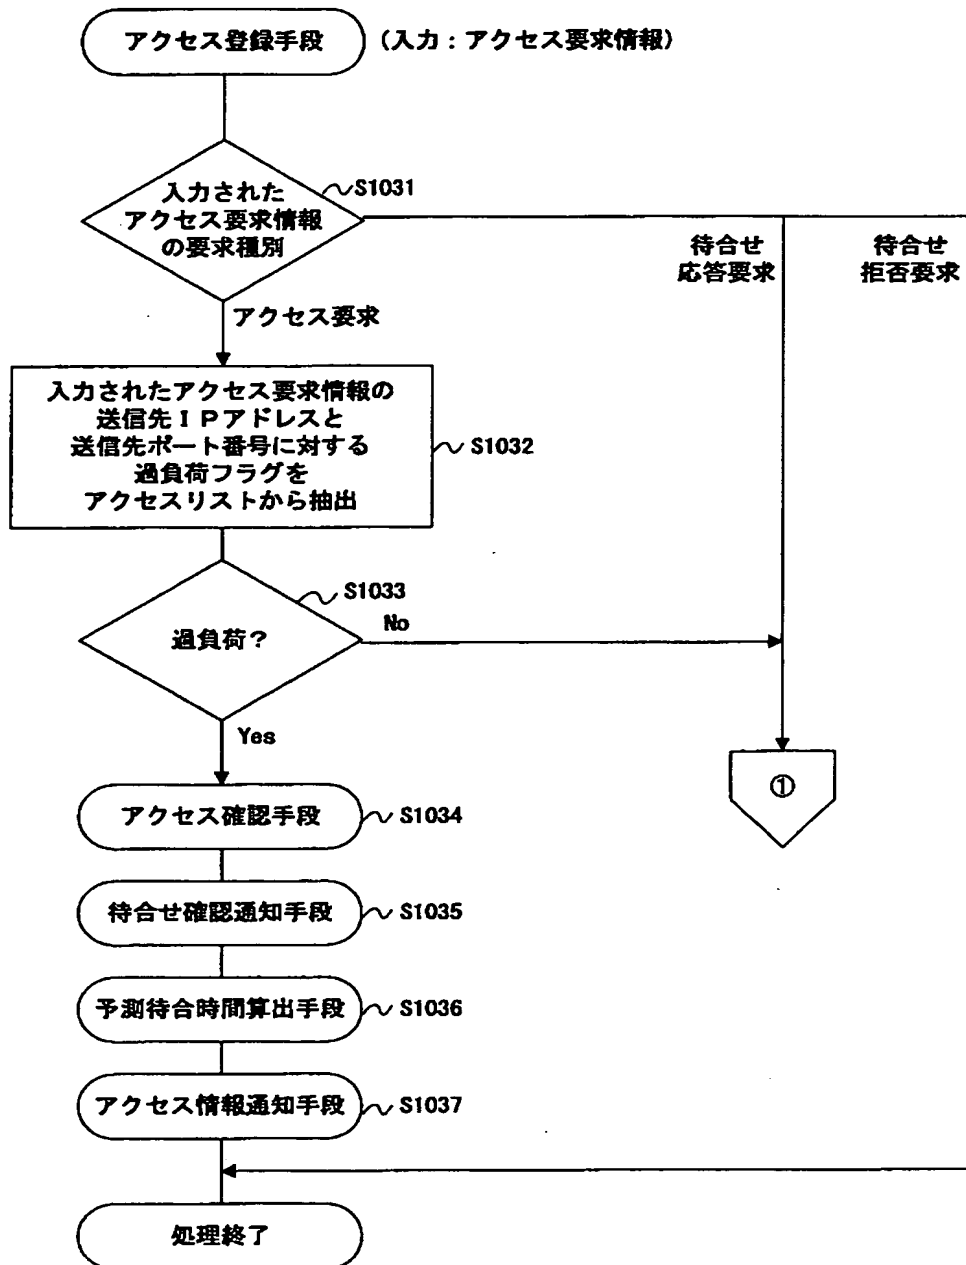 アクセス登録手段
(入力：アクセス要求情報)
入力された
アクセス要求情報
の要求種別
S1031
待合せ
応答要求
待合せ
拒否要求
アクセス要求
入力されたアクセス要求情報の
送信先ＩＰアドレスと
送信先ポート番号に対する
過負荷フラグを
アクセスリストから抽出
S1032
S1033
過負荷？
No
Yes
①
アクセス確認手段
S1034
待合せ確認通知手段
S1035
予測待合時間算出手段
S1036
アクセス情報通知手段
S1037
処理終了